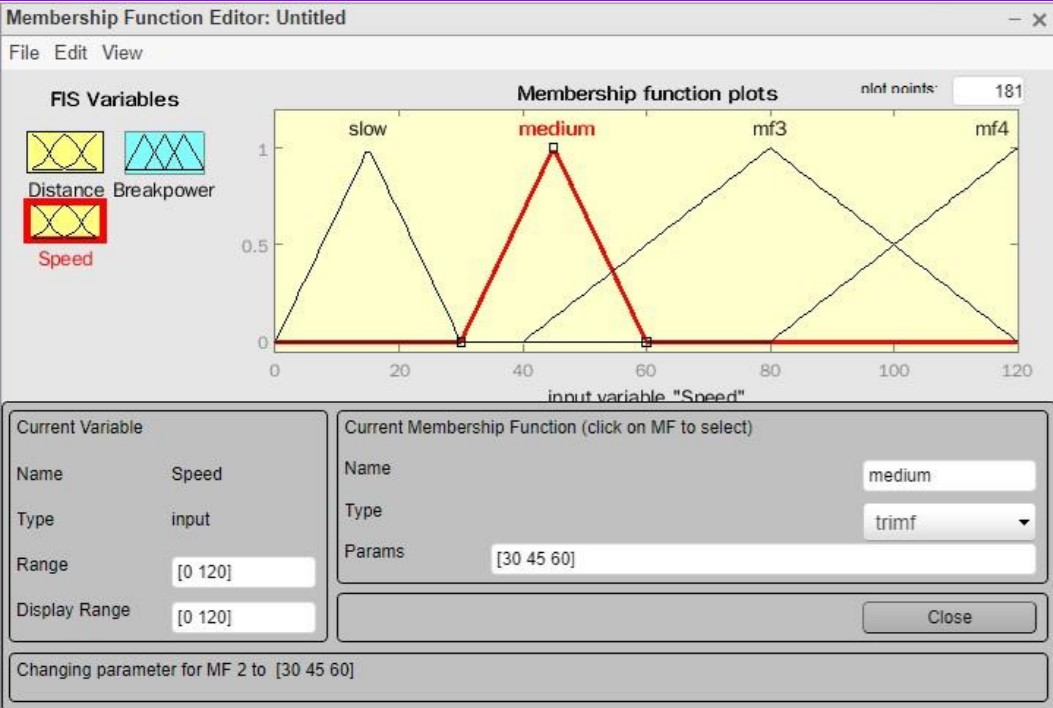 Membership Function Editor: Untitled
File Edit View
FIS Variables
Distance Breakpower
Speed
Membership function plots
plot points:
181
slow
medium
mf3
mf4
1
0.5
0
0 20 40 60 80 100 120
input variable "Speed"
Current Variable
Name Speed
Type input
Range [0 120]
Display Range [0 120]
Current Membership Function (click on MF to select)
Name medium
Type trimf
Params [30 45 60]
Close
Changing parameter for MF 2 to [30 45 60]